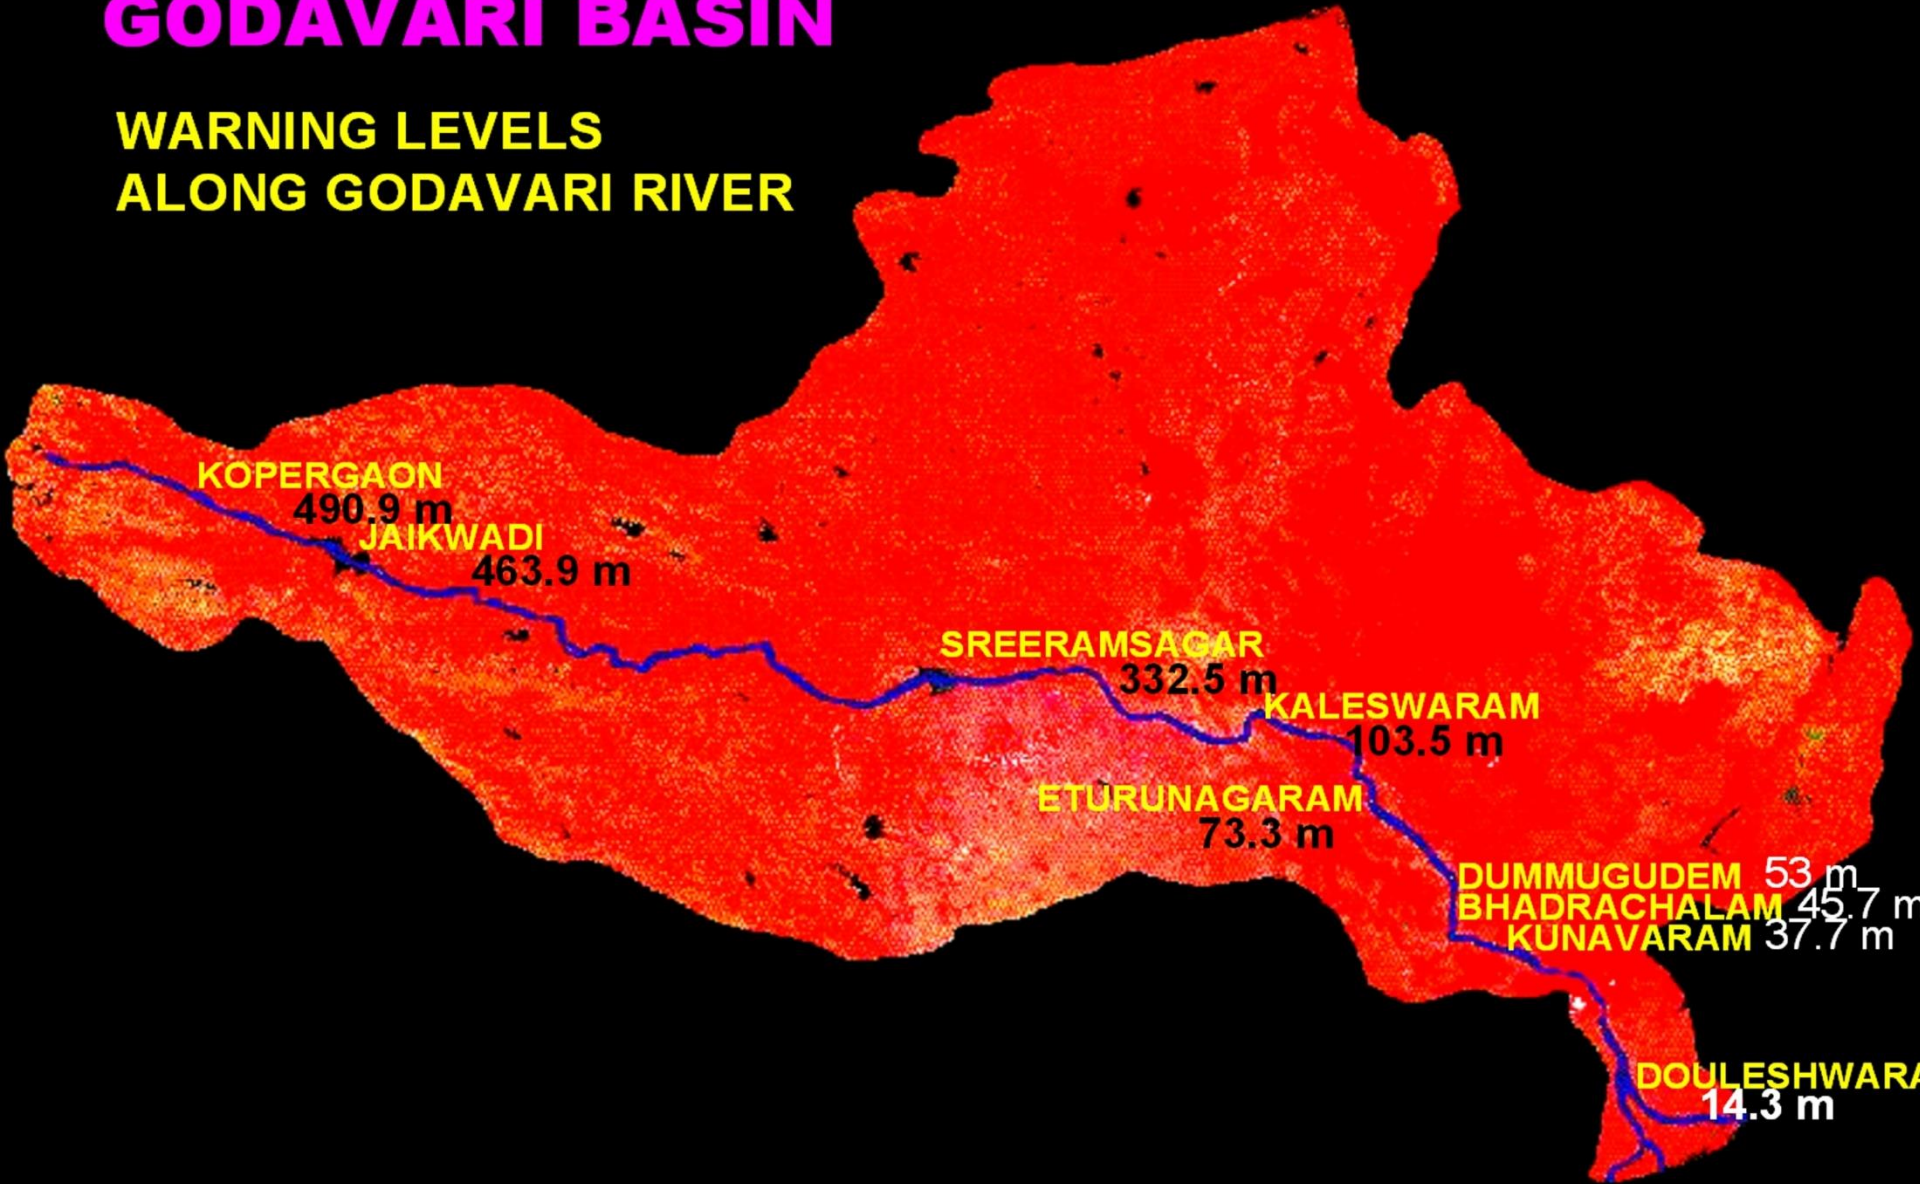 GODAVARI BASIN
WARNING LEVELS
ALONG GODAVARI RIVER
KOPERGAON
490.9 m
JAIKWADI
463.9 m
SREERAMSAGAR
332.5 m
KALESWARAM
103.5 m
ETURUNAGARAM
73.3 m
DUMMUGUDEM 53 m
BHADRACHALAM 45.7 m
KUNAVARAM 37.7 m
DOULESHWARA
14.3 m